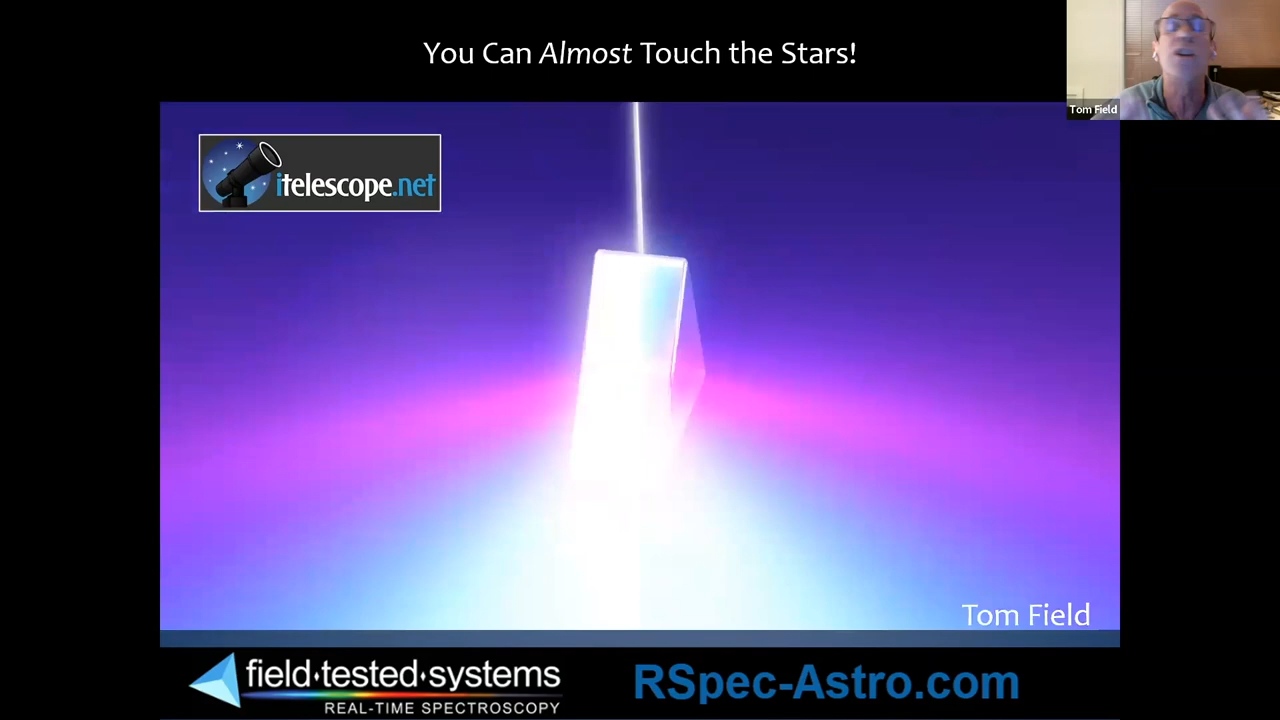 You Can Almost Touch the Stars!
Tom Field
itelescope.net
Tom Field
field·tested·systems
REAL-TIME SPECTROSCOPY
RSpec-Astro.com